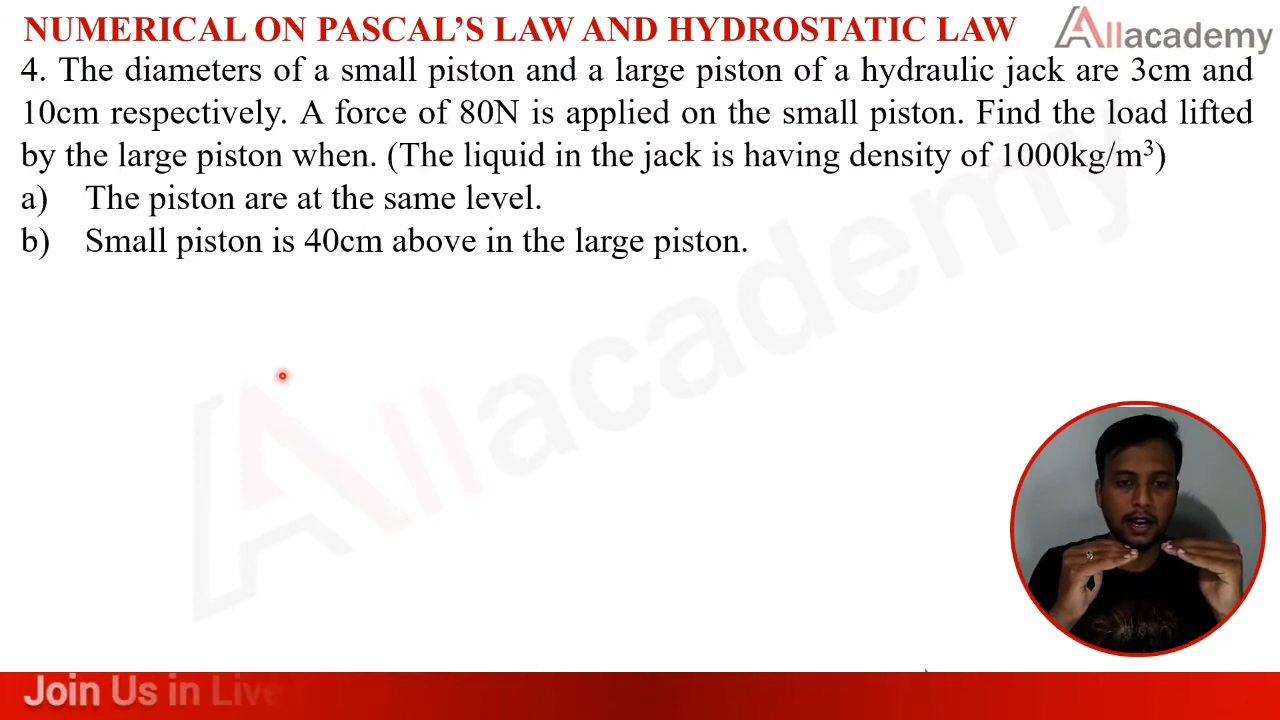 NUMERICAL ON PASCAL'S LAW AND HYDROSTATIC LAW
Allacademy
4. The diameters of a small piston and a large piston of a hydraulic jack are 3cm and
10cm respectively. A force of 80N is applied on the small piston. Find the load lifted
by the large piston when. (The liquid in the jack is having density of 1000kg/m³)
a) The piston are at the same level.
b) Small piston is 40cm above in the large piston.
Allacademy
Join Us in Live